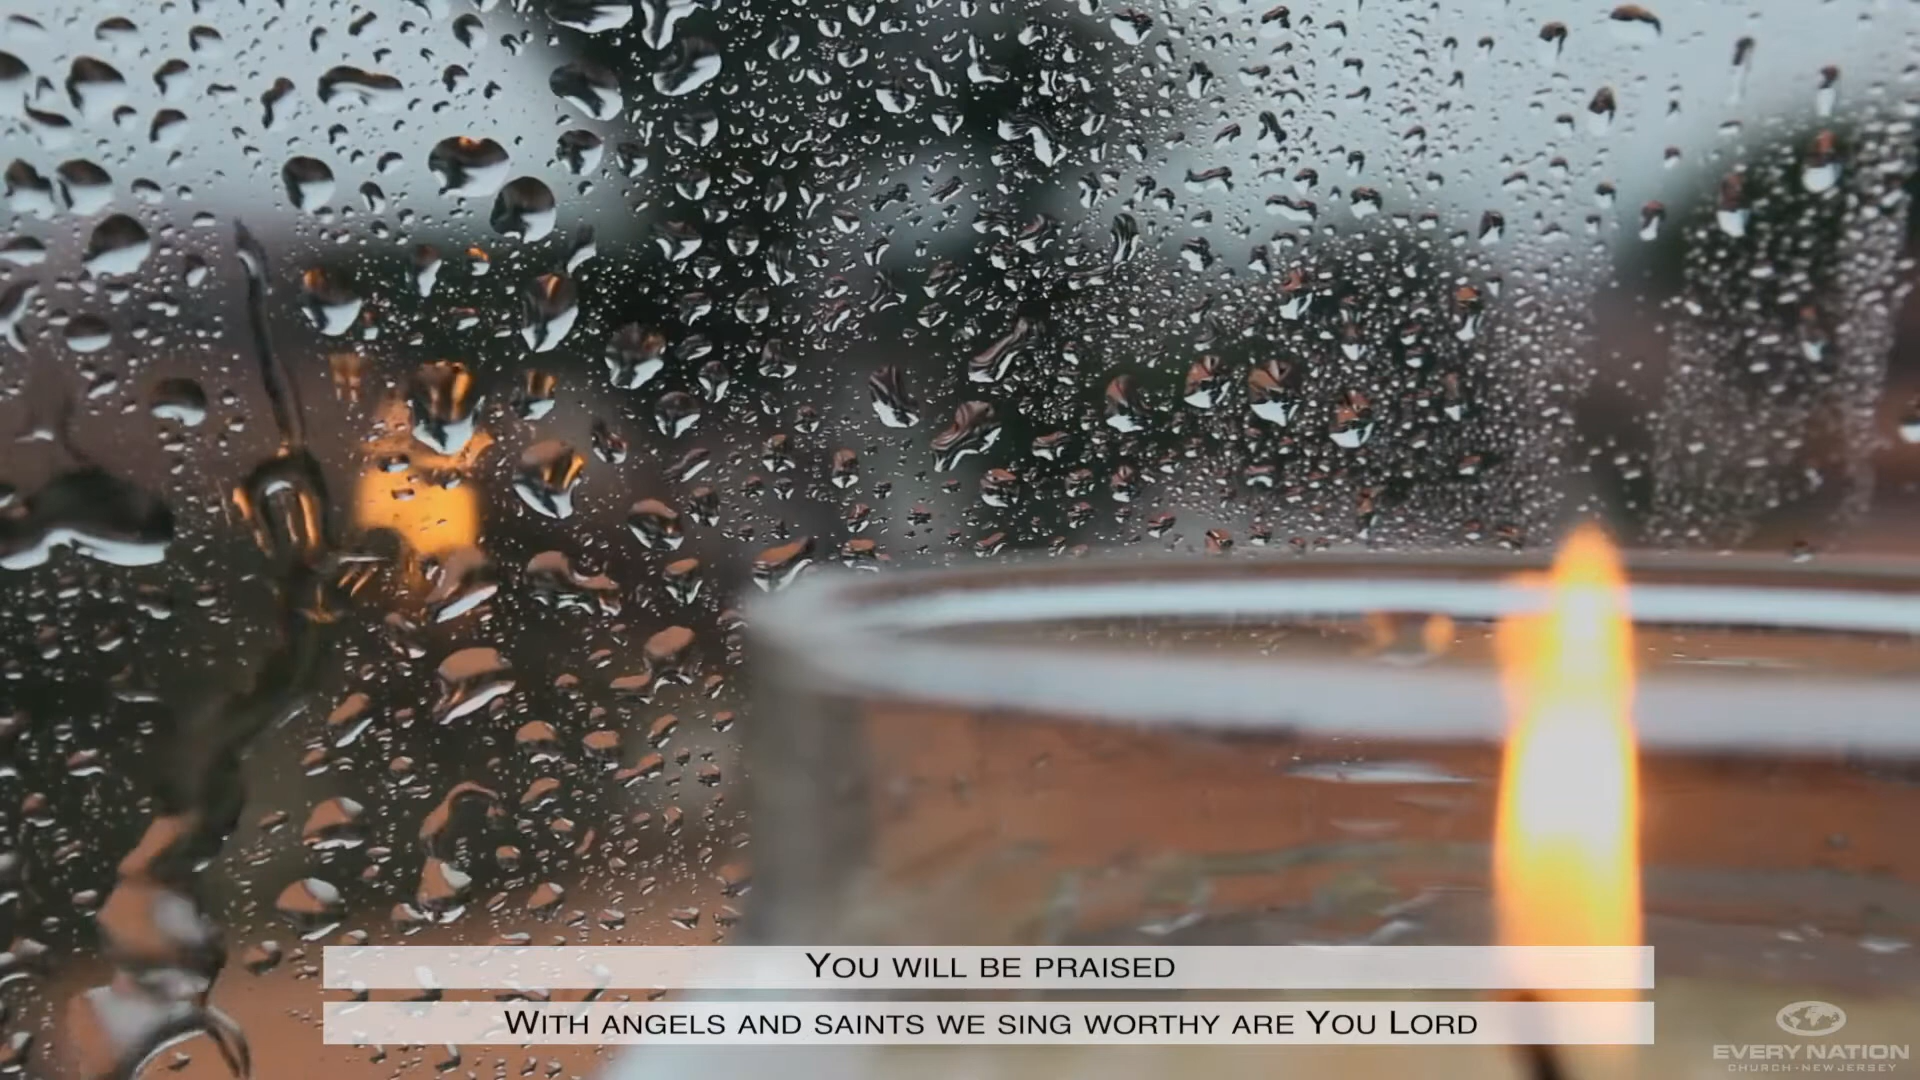 YOU WILL BE PRAISED
WITH ANGELS AND SAINTS WE SING WORTHY ARE YOU LORD
EVERY NATION
CHURCH - NEW JERSEY